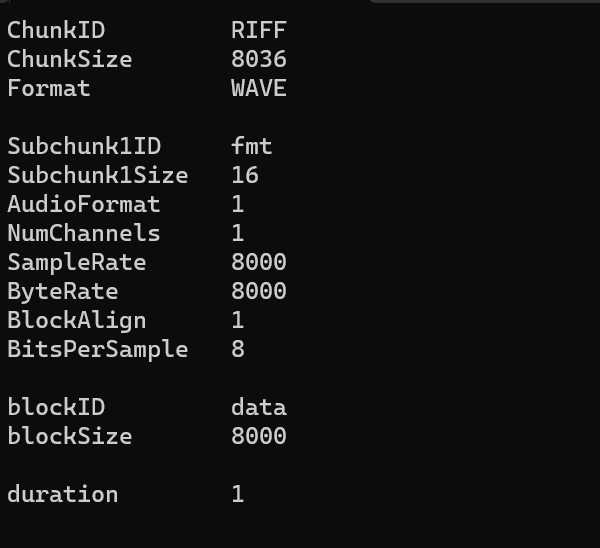 ChunkID RIFF
ChunkSize 8036
Format WAVE
Subchunk1ID fmt
Subchunk1Size 16
AudioFormat 1
NumChannels 1
SampleRate 8000
ByteRate 8000
BlockAlign 1
BitsPerSample 8
blockID data
blockSize 8000
duration 1